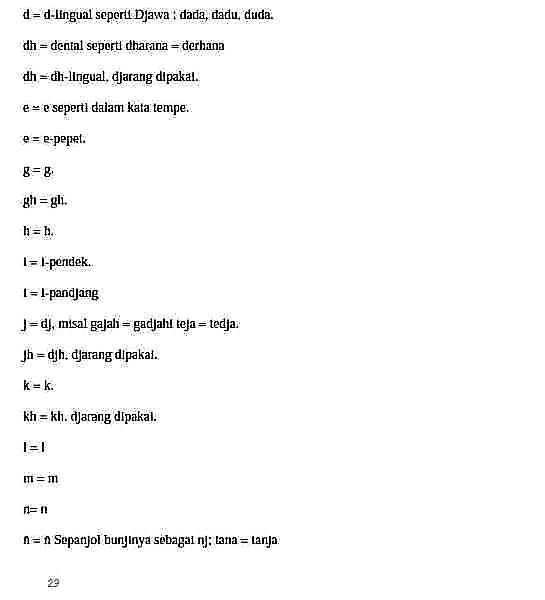 d = d-lingual seperti Djawa : dada, dadu, duda.
dh = dental seperti dharana = derhana
dh = dh-lingual, djarang dipakai.
e = e seperti dalam kata tempe.
e = e-pepet.
g = g.
gh = gh.
h = h.
i = i-pendek.
i = i-pandjang
j = dj, misal gajah = gadjahi teja = tedja.
jh = djh, djarang dipakai.
k = k.
kh = kh. djarang dipakai.
l = l
m = m
n= n
ñ = ñ Sepanjol bunjinya sebagai nj; tana = tanja
29